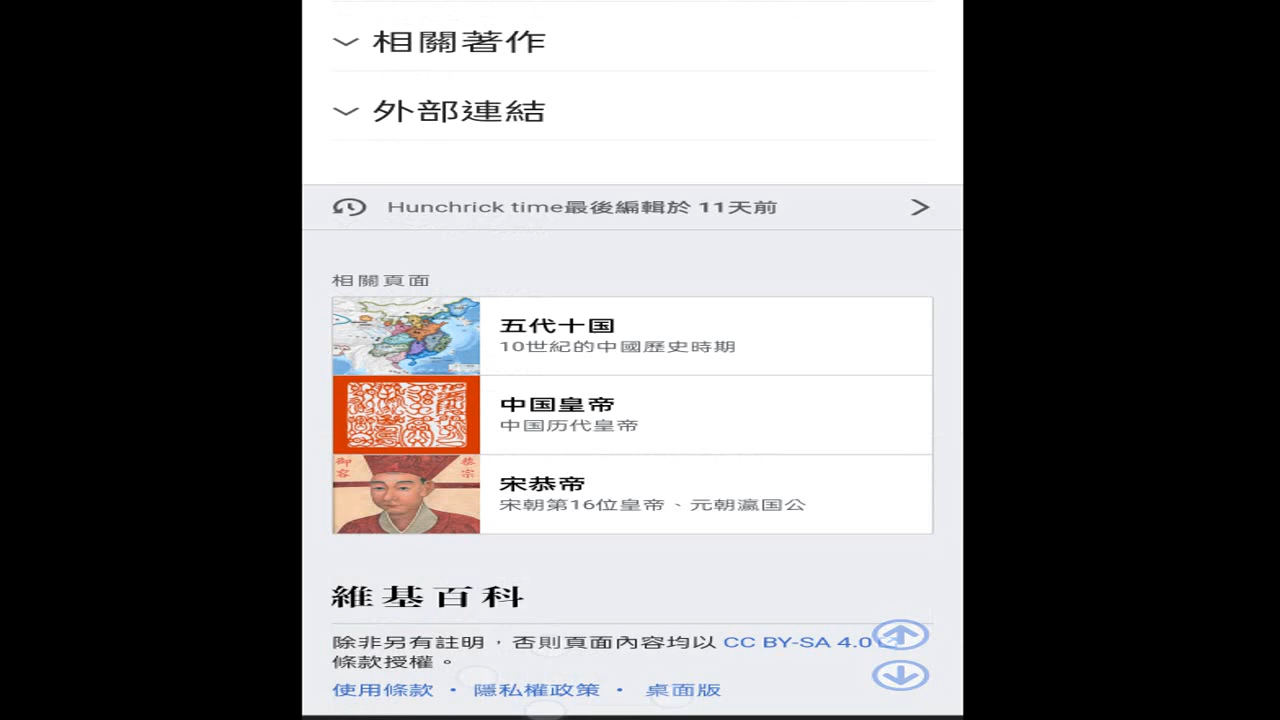 相關著作
外部連結
Hunchrick time最後編輯於 11天前
相關頁面
五代十国
10世紀的中國歷史時期
中国皇帝
中国历代皇帝
御容
恭宗
宋恭帝
宋朝第16位皇帝、元朝瀛国公
維基百科
除非另有註明，否則頁面內容均以 CC BY-SA 4.0
條款授權。
使用條款 • 隱私權政策 • 桌面版